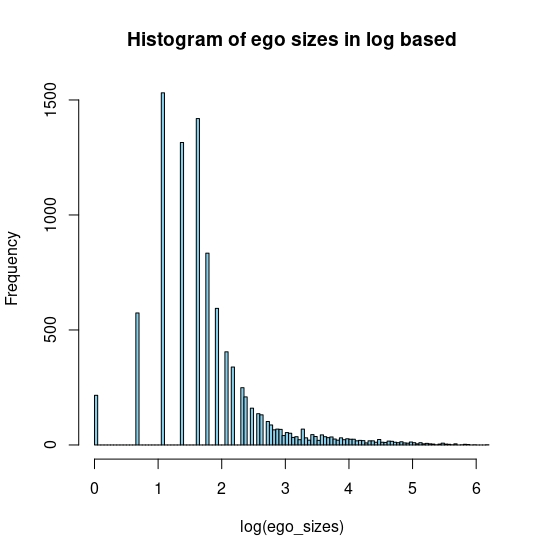 Histogram of ego sizes in log based
Frequency
1500
1000
500
0
0 1 2 3 4 5 6
log(ego_sizes)